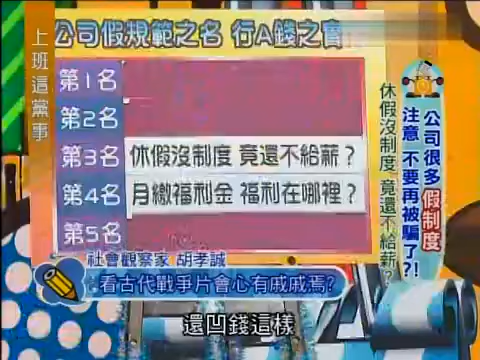 上班這黨事
公司假規範之名 行A錢之實
第1名
第2名
第3名 休假沒制度 竟還不給薪?
第4名 月繳福利金 福利在哪裡?
第5名
公司很多假制度
注意 不要再被騙了?!
休假沒制度 竟還不給薪?
社會觀察家 胡孝誠
看古代戰爭片會心有戚戚焉?
還凹錢這樣